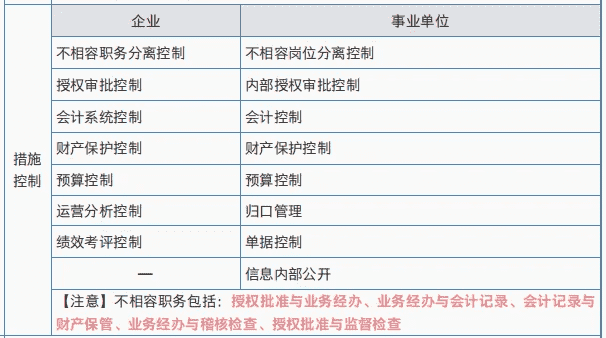 企业 事业单位
不相容职务分离控制 不相容岗位分离控制
授权审批控制 内部授权审批控制
会计系统控制 会计控制
财产保护控制 财产保护控制
措施
控制
预算控制 预算控制
运营分析控制 归口管理
绩效考评控制 单据控制
— 信息内部公开
【注意】不相容职务包括：授权批准与业务经办、业务经办与会计记录、会计记录与
财产保管、业务经办与稽核检查、授权批准与监督检查